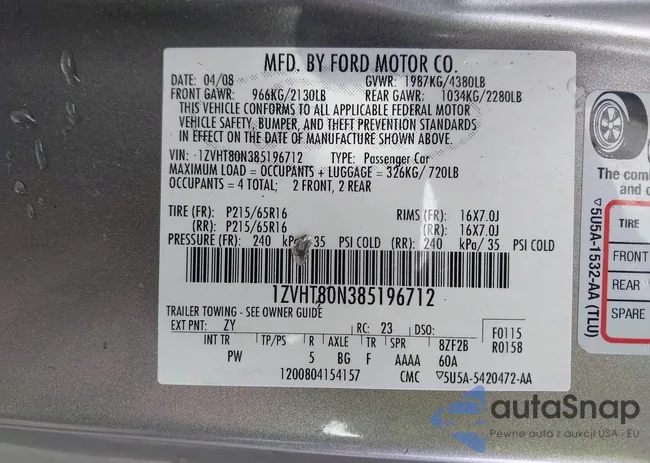 MFD. BY FORD MOTOR CO.
DATE: 04/08 GVWR: 1987KG/4380LB
FRONT GAWR: 966KG/2130LB REAR GAWR: 1034KG/2280LB
THIS VEHICLE CONFORMS TO ALL APPLICABLE FEDERAL MOTOR
VEHICLE SAFETY, BUMPER, AND THEFT PREVENTION STANDARDS
IN EFFECT ON THE DATE OF MANUFACTURE SHOWN ABOVE.
VIN: 1ZVHT80N385196712 TYPE: Passenger Car
MAXIMUM LOAD = OCCUPANTS + LUGGAGE = 326KG/ 720LB
OCCUPANTS = 4 TOTAL; 2 FRONT, 2 REAR
TIRE (FR): P215/65R16 RIMS (FR): 16X7.0J
(RR): P215/65R16 (RR): 16X7.0J
PRESSURE (FR): 240 kPa/ 35 PSI COLD (RR): 240 kPa/ 35 PSI COLD
1ZVHT80N385196712
TRAILER TOWING - SEE OWNER GUIDE
EXT PNT: ZY RC: 23 DSO: F0115
INT TR TP/PS R AXLE TR SPR 8ZF2B R0158
PW 5 BG F AAAA 60A
1200804154157 CMC ▽5U5A-5420472-AA
▽5U5A-1532-AA (TLU)
The com
and c
TIRE
FRONT
REAR
SPARE
autaSnap
Pewne auta z aukcji USA - EU